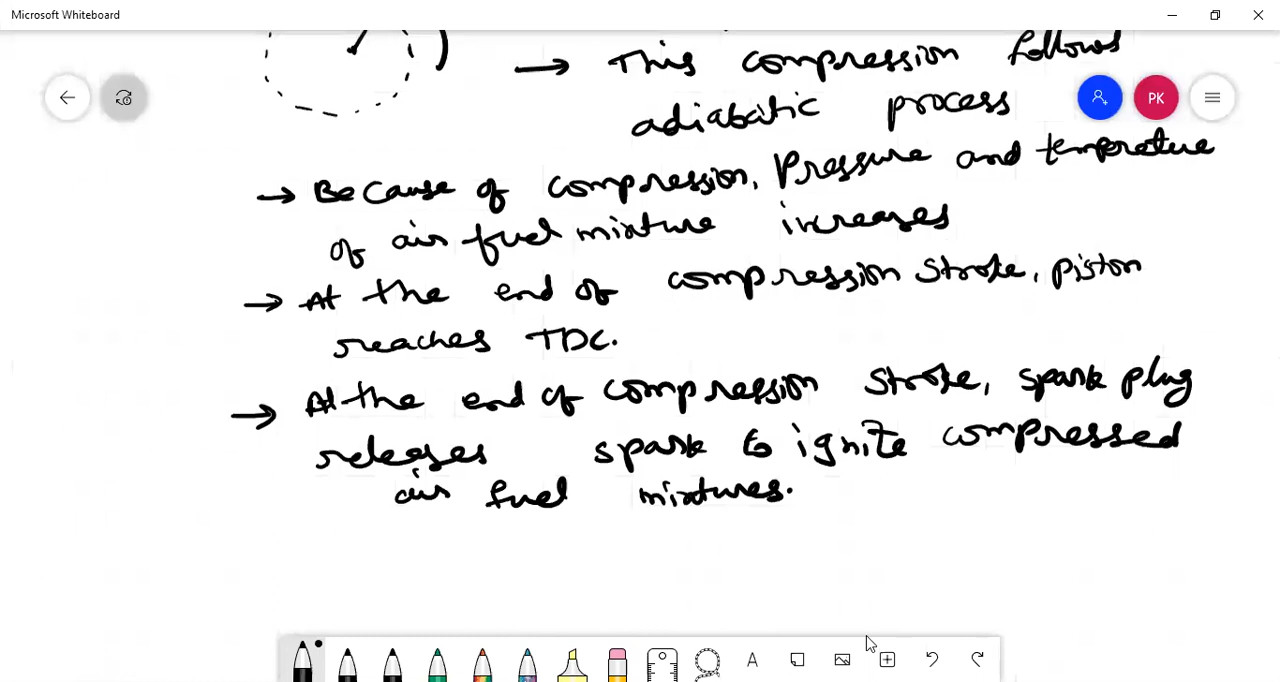 Microsoft Whiteboard
→ This compression follows
adiabatic process
PK
→ Because of compression, Pressure and temperature
of air fuel mixture increases
→ At the end of compression stroke, piston
reaches TDC.
→ At the end of compression stroke, spark plug
releases spark to ignite compressed
air fuel mixtures.
A